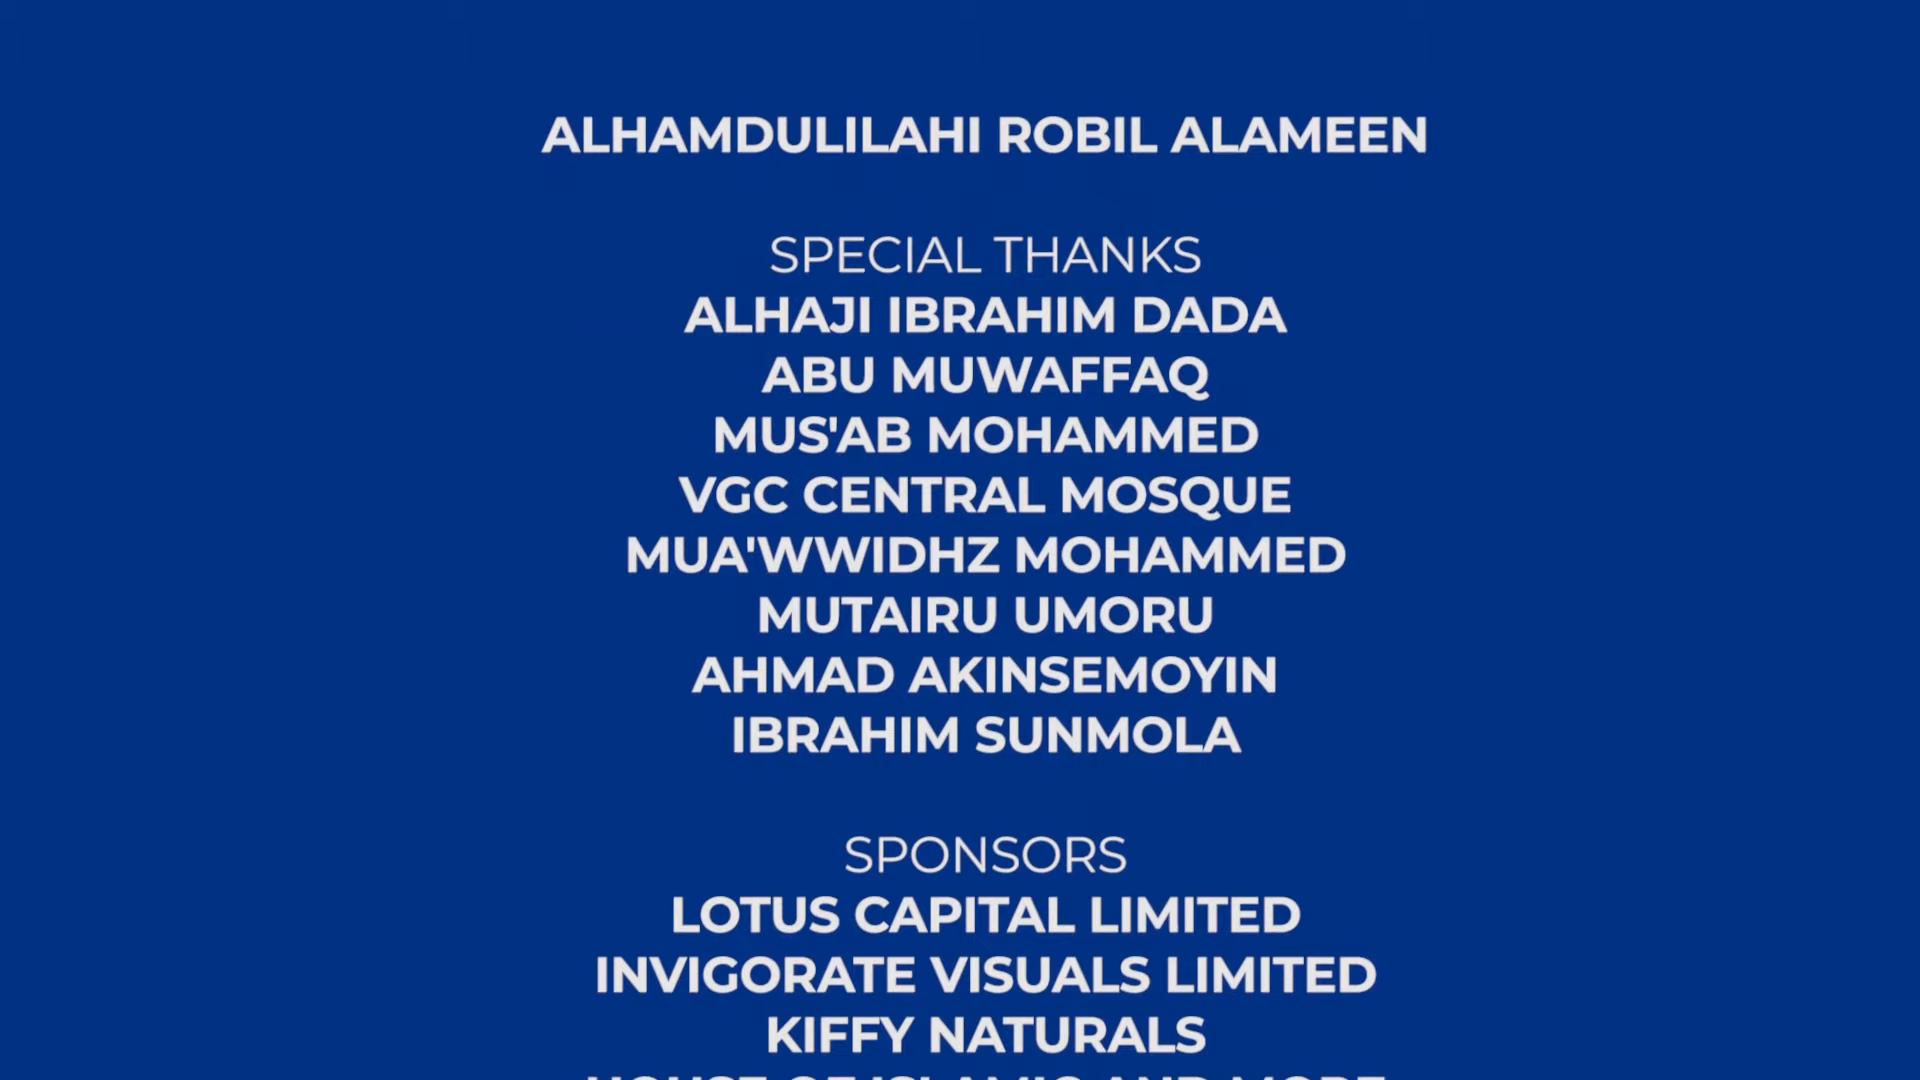 ALHAMDULILAHI ROBIL ALAMEEN
SPECIAL THANKS
ALHAJI IBRAHIM DADA
ABU MUWAFFAQ
MUS'AB MOHAMMED
VGC CENTRAL MOSQUE
MUA'WWIDHZ MOHAMMED
MUTAIRU UMORU
AHMAD AKINSEMOYIN
IBRAHIM SUNMOLA
SPONSORS
LOTUS CAPITAL LIMITED
INVIGORATE VISUALS LIMITED
KIFFY NATURALS